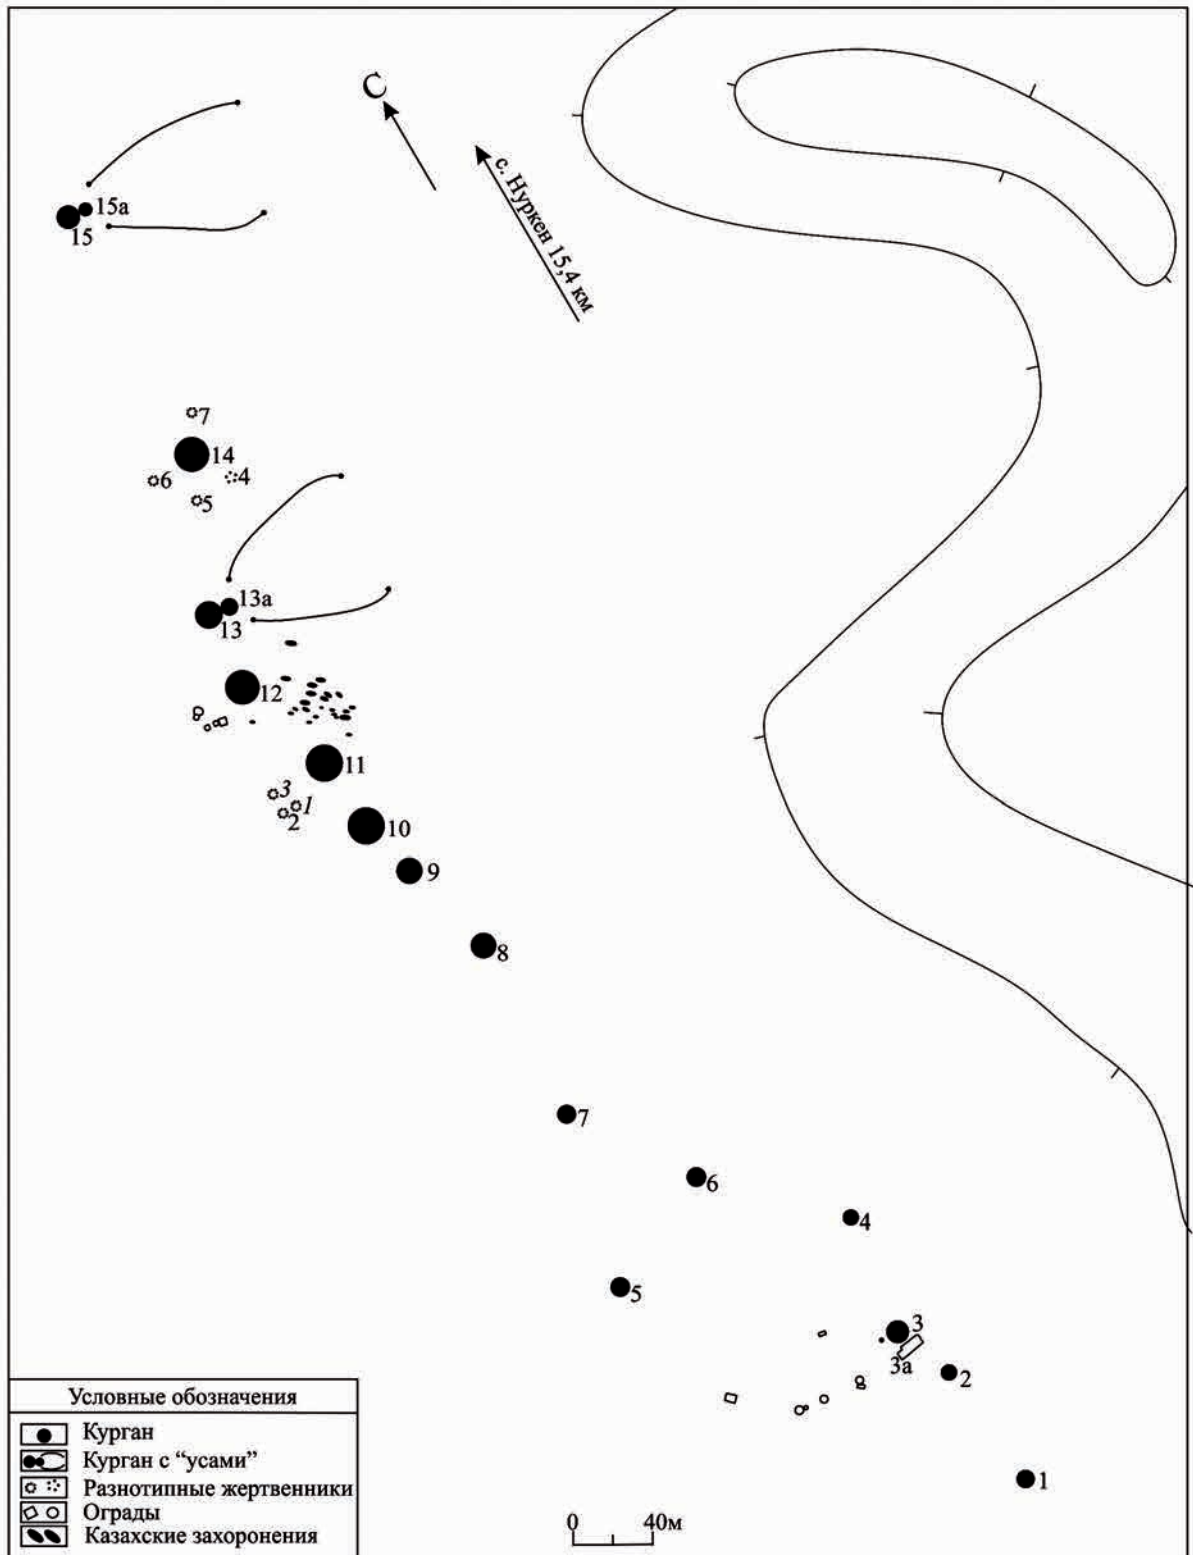 С
с. Нуркен 15,4 км
15а
15
7
14
6
4
5
13а
13
12
11
3
1
2
10
9
8
7
6
4
5
3
3а
2
1
Условные обозначения
Курган
Курган с “усами”
Разнотипные жертвенники
Ограды
Казахские захоронения
0 40м